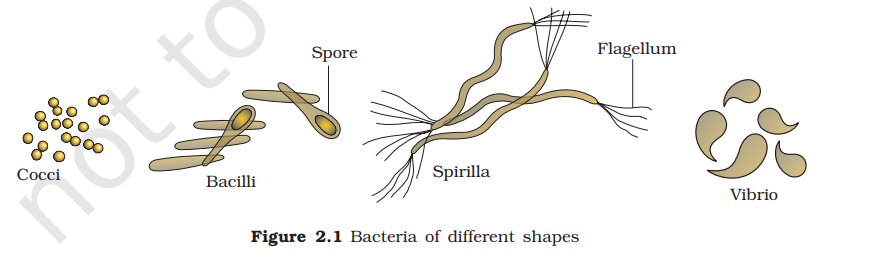 Spore
Flagellum
Cocci
Bacilli
Spirilla
Vibrio
Figure 2.1 Bacteria of different shapes
not to